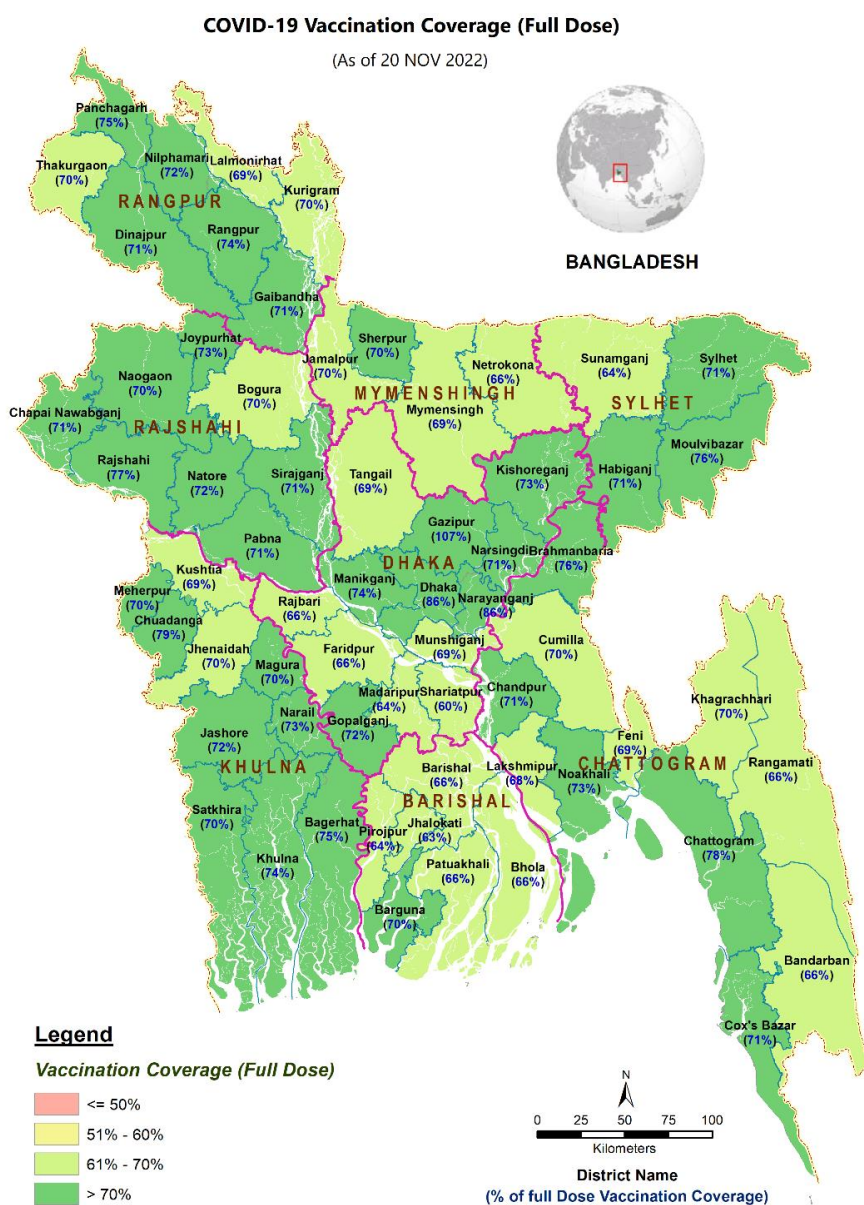 COVID-19 Vaccination Coverage (Full Dose)
(As of 20 NOV 2022)
BANGLADESH
Panchagarh
(75%)
Thakurgaon
(70%)
Nilphamari
(72%)
Lalmonirhat
(69%)
Kurigram
(70%)
RANGPUR
Dinajpur
(71%)
Rangpur
(74%)
Gaibandha
(71%)
Joypurhat
(73%)
Naogaon
(70%)
Bogura
(70%)
Chapai Nawabganj
(71%)
RAJSHAHI
Rajshahi
(77%)
Natore
(72%)
Sirajganj
(71%)
Pabna
(71%)
Jamalpur
(70%)
Sherpur
(70%)
Netrokona
(66%)
MYMENSHINGH
Mymensingh
(69%)
Sunamganj
(64%)
Sylhet
(71%)
SYLHET
Moulvibazar
(76%)
Habiganj
(71%)
Tangail
(69%)
Kishoreganj
(73%)
Gazipur
(107%)
Narsingdi
(71%)
Brahmanbaria
(76%)
DHAKA
Manikganj
(74%)
Dhaka
(86%)
Narayanganj
(86%)
Rajbari
(66%)
Faridpur
(66%)
Munshiganj
(69%)
Madaripur
(64%)
Shariatpur
(60%)
Gopalganj
(72%)
Kushtia
(69%)
Meherpur
(70%)
Chuadanga
(79%)
Jhenaidah
(70%)
Magura
(70%)
Narail
(73%)
Jashore
(72%)
KHULNA
Satkhira
(70%)
Khulna
(74%)
Bagerhat
(75%)
Barishal
(66%)
BARISHAL
Pirojpur
(64%)
Jhalokati
(63%)
Patuakhali
(66%)
Bhola
(66%)
Barguna
(70%)
Cumilla
(70%)
Chandpur
(71%)
Lakshmipur
(68%)
Noakhali
(73%)
Feni
(69%)
CHATTOGRAM
Khagrachhari
(70%)
Rangamati
(66%)
Chattogram
(78%)
Bandarban
(66%)
Cox's Bazar
(71%)
Legend
Vaccination Coverage (Full Dose)
<= 50%
51% - 60%
61% - 70%
> 70%
N
0 25 50 75 100
Kilometers
District Name
(% of full Dose Vaccination Coverage)